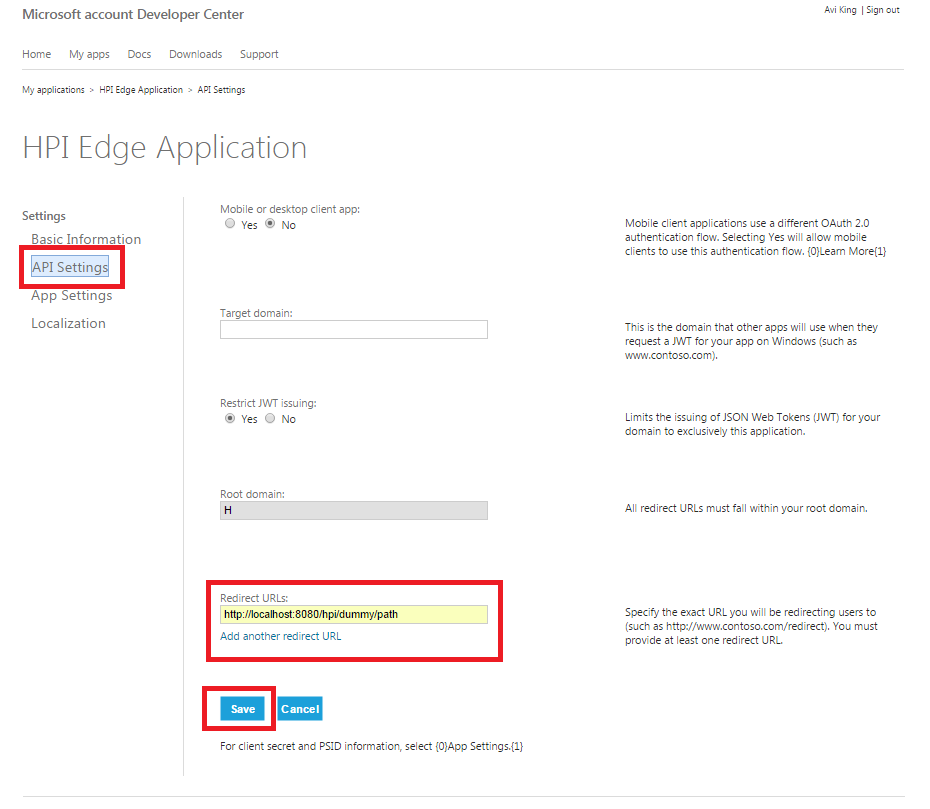 Microsoft account Developer Center
Avi King | Sign out
Home My apps Docs Downloads Support
My applications > HPI Edge Application > API Settings
HPI Edge Application
Settings
Basic Information
API Settings
App Settings
Localization
Mobile or desktop client app:
Yes No
Mobile client applications use a different OAuth 2.0
authentication flow. Selecting Yes will allow mobile
clients to use this authentication flow. {0}Learn More{1}
Target domain:
This is the domain that other apps will use when they
request a JWT for your app on Windows (such as
www.contoso.com).
Restrict JWT issuing:
Yes No
Limits the issuing of JSON Web Tokens (JWT) for your
domain to exclusively this application.
Root domain:
H
All redirect URLs must fall within your root domain.
Redirect URLs:
http://localhost:8080/hpi/dummy/path
Add another redirect URL
Specify the exact URL you will be redirecting users to
(such as http://www.contoso.com/redirect). You must
provide at least one redirect URL.
Save Cancel
For client secret and PSID information, select {0}App Settings.{1}